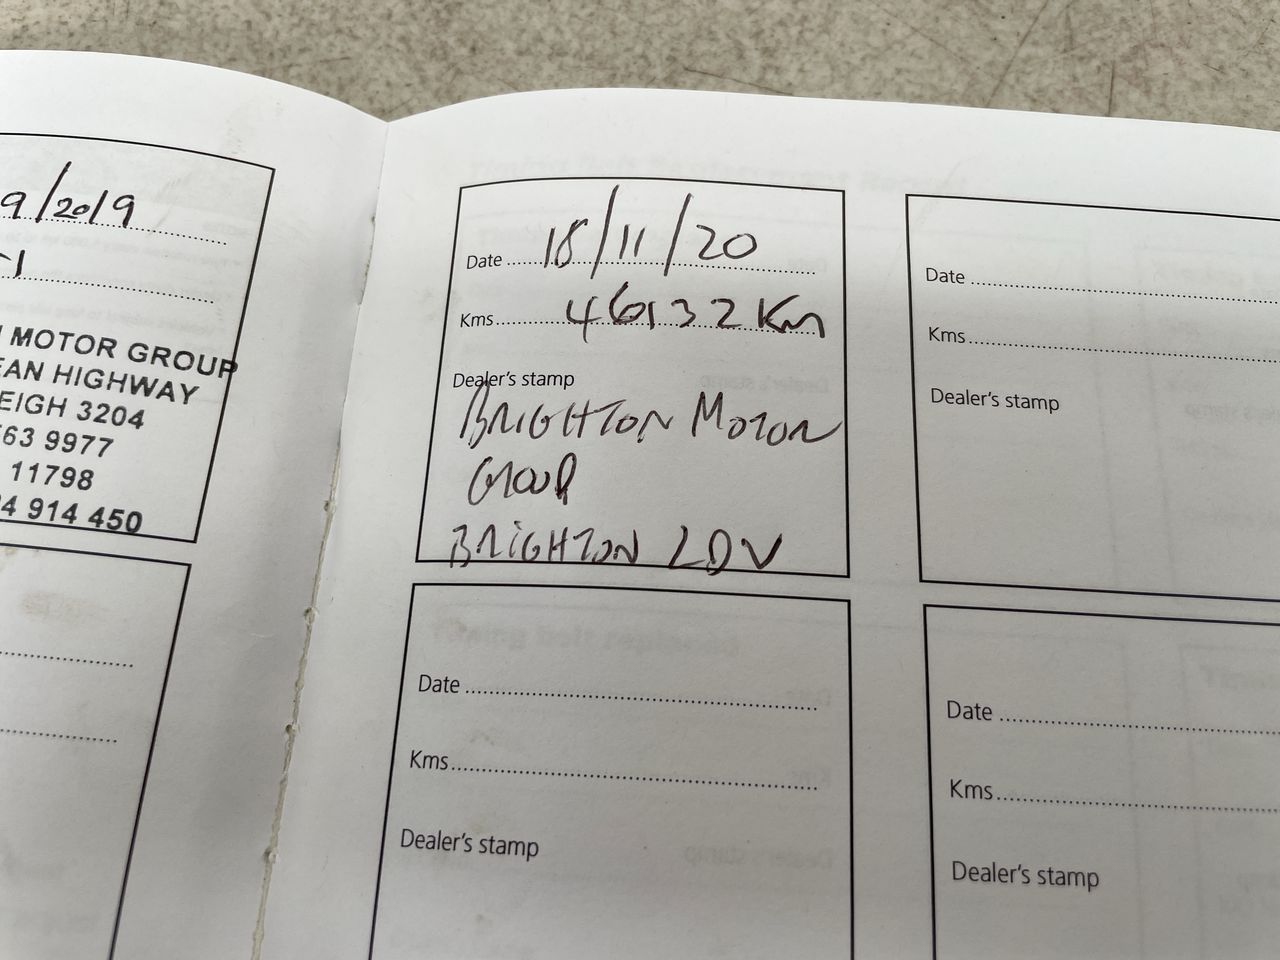 9/2019
MOTOR GROUP
EAN HIGHWAY
EIGH 3204
63 9977
11798
4 914 450
Date 18/11/20
Kms 46132 Km
Dealer's stamp
BRIGHTON MOTOR
GROUP
BRIGHTON LDV
Date
Kms
Dealer's stamp
Date
Kms
Dealer's stamp
Date
Kms
Dealer's stamp